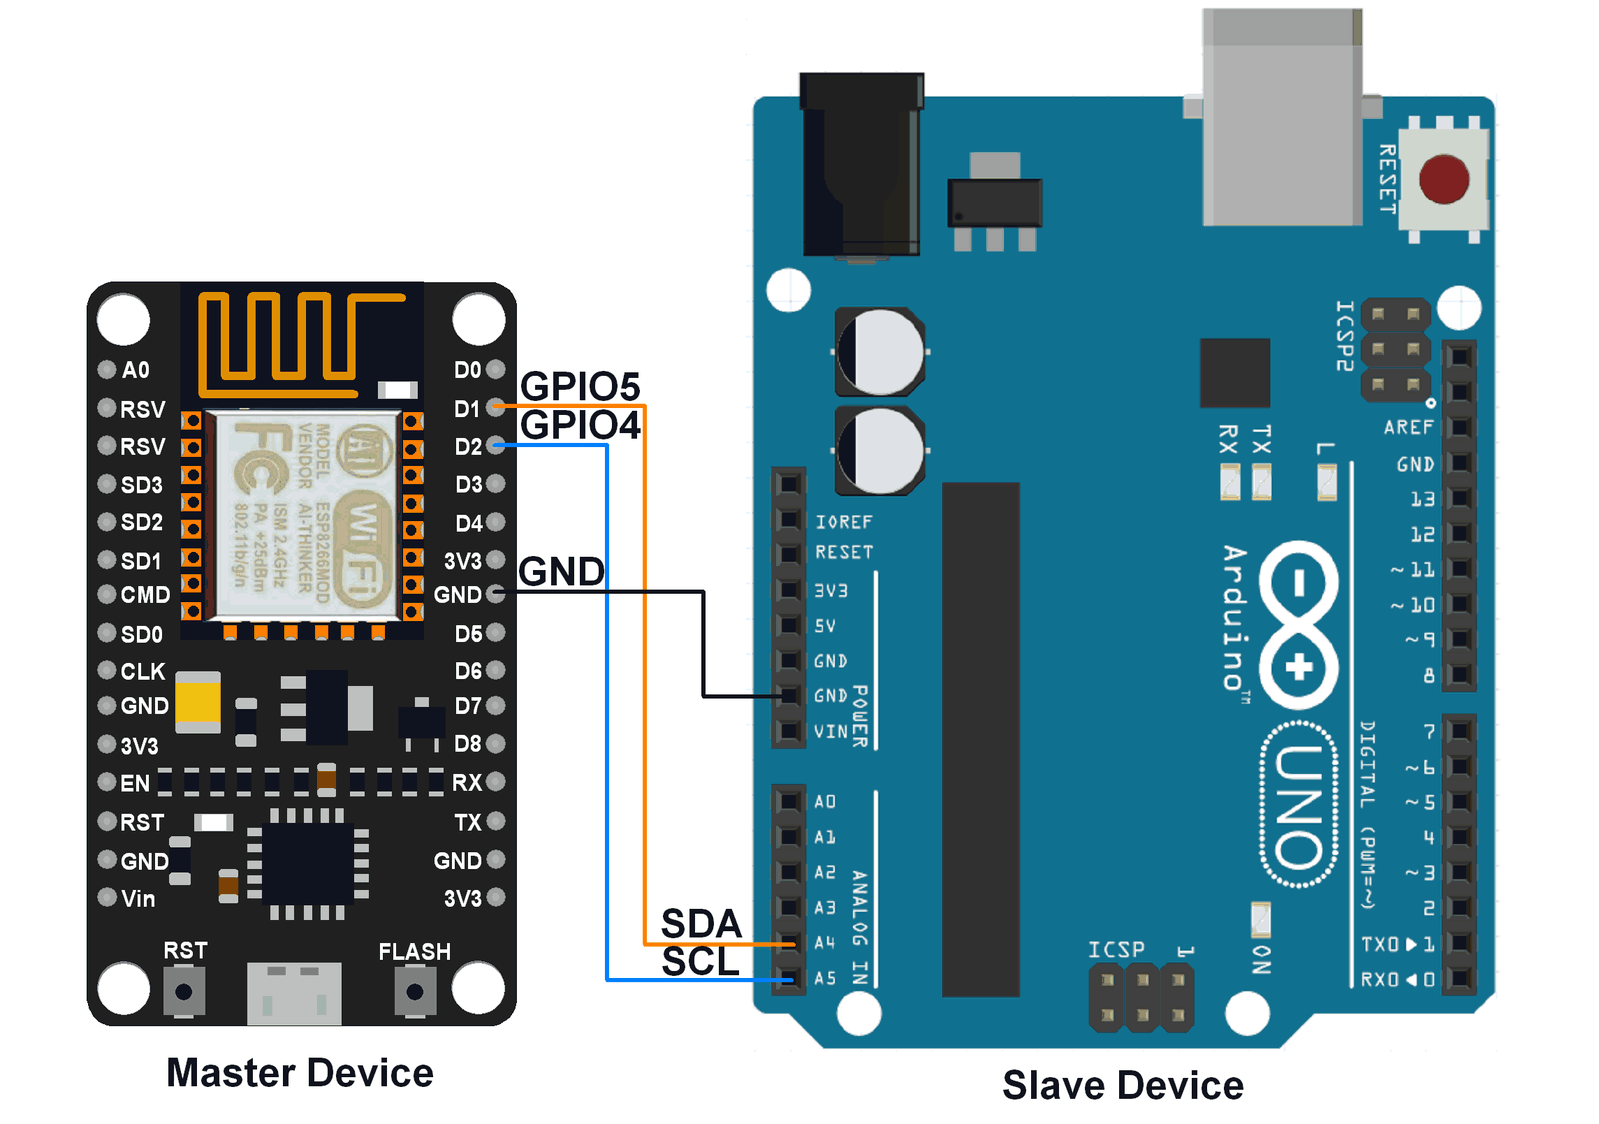 A0
RSV
RSV
SD3
SD2
SD1
CMD
SD0
CLK
GND
3V3
EN
RST
GND
Vin
D0
D1
D2
D3
D4
3V3
GND
D5
D6
D7
D8
RX
TX
GND
3V3
MODEL ESP8266MOD
VENDOR AI-THINKER
ISM 2.4GHz
PA +25dBm
802.11b/g/n
FC
AI
WiFi
RST
FLASH
Master Device
GPIO5
GPIO4
GND
SDA
SCL
IOREF
RESET
3V3
5V
GND
GND
VIN
POWER
A0
A1
A2
A3
A4
A5
ANALOG IN
RESET
ICSP2
RX
TX
L
AREF
GND
13
12
~11
~10
~9
8
7
~6
~5
4
~3
2
TX0▶1
RX0◀0
DIGITAL (PWM=~)
Arduino™
UNO
ON
ICSP
1
Slave Device